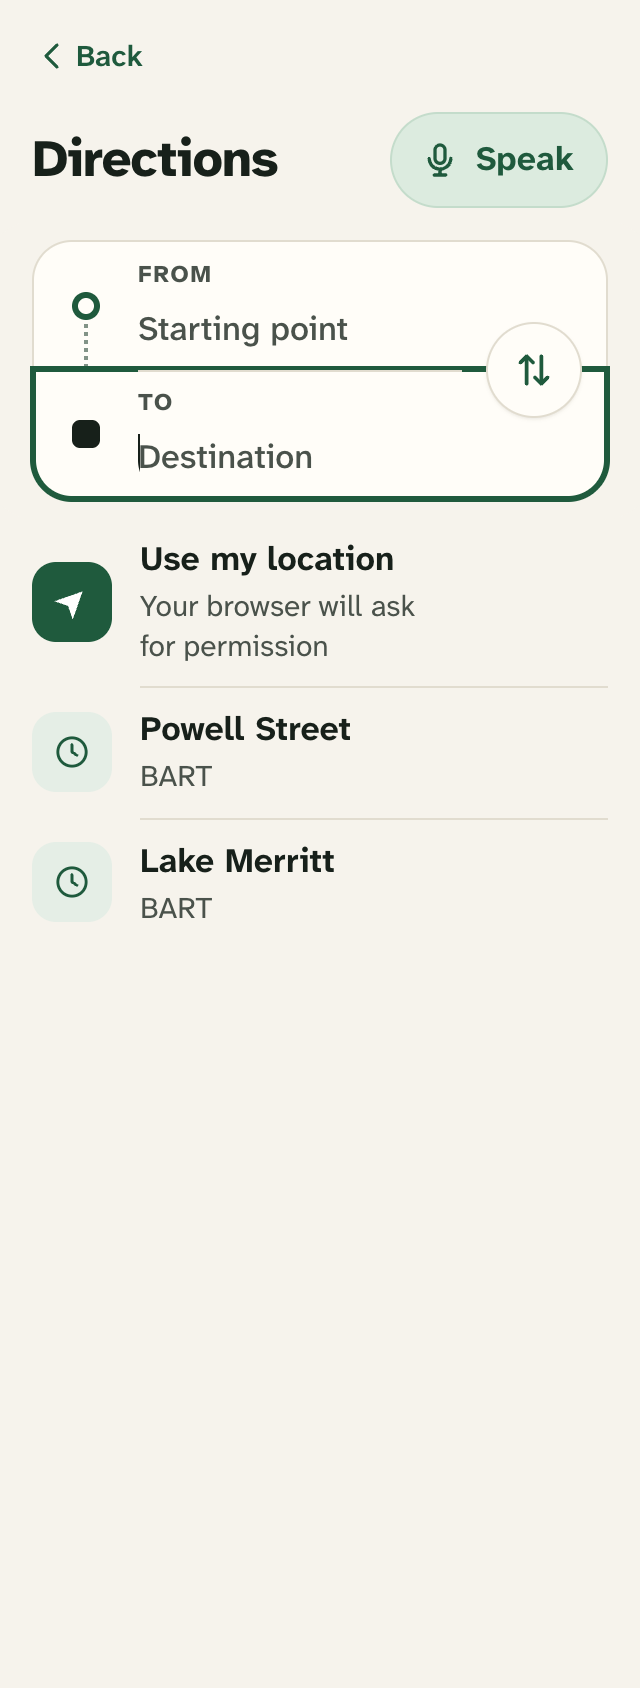 Back
Directions
Speak
FROM
Starting point
TO
Destination
Use my location
Your browser will ask
for permission
Powell Street
BART
Lake Merritt
BART